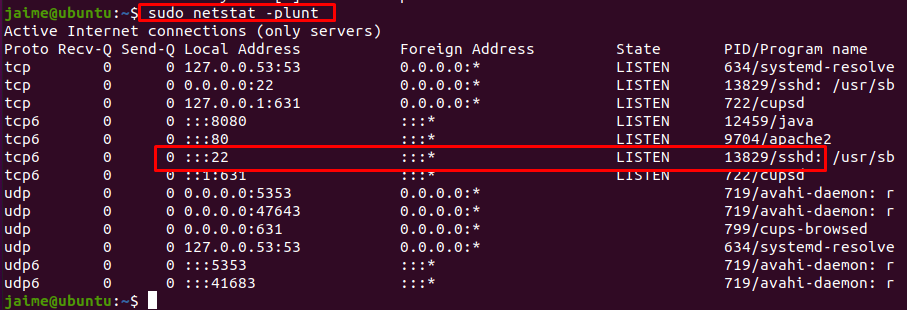 jaime@ubuntu:~$ sudo netstat -plunt
Active Internet connections (only servers)
Proto Recv-Q Send-Q Local Address Foreign Address State PID/Program name
tcp 0 0 127.0.0.53:53 0.0.0.0:* LISTEN 634/systemd-resolve
tcp 0 0 0.0.0.0:22 0.0.0.0:* LISTEN 13829/sshd: /usr/sb
tcp 0 0 127.0.0.1:631 0.0.0.0:* LISTEN 722/cupsd
tcp6 0 0 :::8080 :::* LISTEN 12459/java
tcp6 0 0 :::80 :::* LISTEN 9704/apache2
tcp6 0 0 :::22 :::* LISTEN 13829/sshd: /usr/sb
tcp6 0 0 ::1:631 :::* LISTEN 722/cupsd
udp 0 0 0.0.0.0:5353 0.0.0.0:* 719/avahi-daemon: r
udp 0 0 0.0.0.0:47643 0.0.0.0:* 719/avahi-daemon: r
udp 0 0 0.0.0.0:631 0.0.0.0:* 799/cups-browsed
udp 0 0 127.0.0.53:53 0.0.0.0:* 634/systemd-resolve
udp6 0 0 :::5353 :::* 719/avahi-daemon: r
udp6 0 0 :::41683 :::* 719/avahi-daemon: r
jaime@ubuntu:~$